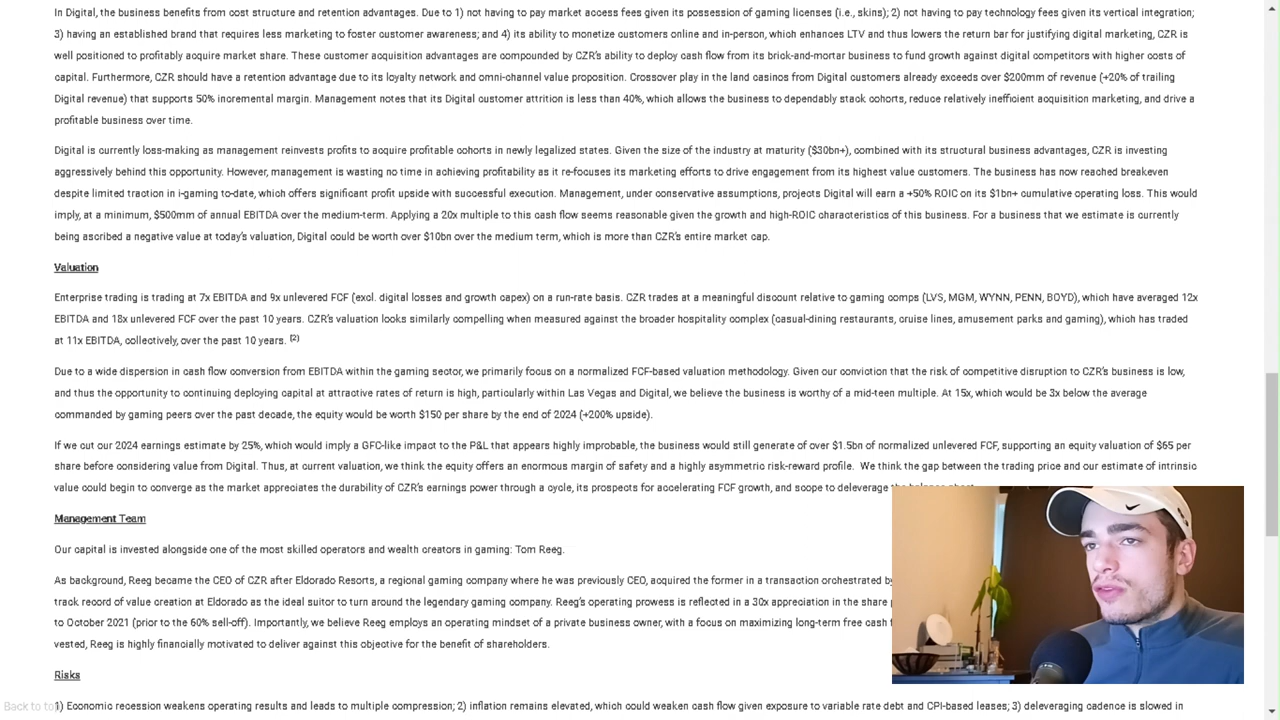 In Digital, the business benefits from cost structure and retention advantages. Due to 1) not having to pay market access fees given its possession of gaming licenses (i.e., skins); 2) not having to pay technology fees given its vertical integration;
3) having an established brand that requires less marketing to foster customer awareness; and 4) its ability to monetize customers online and in-person, which enhances LTV and thus lowers the return bar for justifying digital marketing, CZR is
well positioned to profitably acquire market share. These customer acquisition advantages are compounded by CZR's ability to deploy cash flow from its brick-and-mortar business to fund growth against digital competitors with higher costs of
capital. Furthermore, CZR should have a retention advantage due to its loyalty network and omni-channel value proposition. Crossover play in the land casinos from Digital customers already exceeds over $200mm of revenue (+20% of trailing
Digital revenue) that supports 50% incremental margin. Management notes that its Digital customer attrition is less than 40%, which allows the business to dependably stack cohorts, reduce relatively inefficient acquisition marketing, and drive a
profitable business over time.
Digital is currently loss-making as management reinvests profits to acquire profitable cohorts in newly legalized states. Given the size of the industry at maturity ($30bn+), combined with its structural business advantages, CZR is investing
aggressively behind this opportunity. However, management is wasting no time in achieving profitability as it re-focuses its marketing efforts to drive engagement from its highest value customers. The business has now reached breakeven
despite limited traction in i-gaming to-date, which offers significant profit upside with successful execution. Management, under conservative assumptions, projects Digital will earn a +50% ROIC on its $1bn+ cumulative operating loss. This would
imply, at a minimum, $500mm of annual EBITDA over the medium-term. Applying a 20x multiple to this cash flow seems reasonable given the growth and high-ROIC characteristics of this business. For a business that we estimate is currently
being ascribed a negative value at today's valuation, Digital could be worth over $10bn over the medium term, which is more than CZR's entire market cap.
Valuation
Enterprise trading is trading at 7x EBITDA and 9x unlevered FCF (excl. digital losses and growth capex) on a run-rate basis. CZR trades at a meaningful discount relative to gaming comps (LVS, MGM, WYNN, PENN, BOYD), which have averaged 12x
EBITDA and 18x unlevered FCF over the past 10 years. CZR's valuation looks similarly compelling when measured against the broader hospitality complex (casual-dining restaurants, cruise lines, amusement parks and gaming), which has traded
at 11x EBITDA, collectively, over the past 10 years. [2]
Due to a wide dispersion in cash flow conversion from EBITDA within the gaming sector, we primarily focus on a normalized FCF-based valuation methodology. Given our conviction that the risk of competitive disruption to CZR's business is low,
and thus the opportunity to continuing deploying capital at attractive rates of return is high, particularly within Las Vegas and Digital, we believe the business is worthy of a mid-teen multiple. At 15x, which would be 3x below the average
commanded by gaming peers over the past decade, the equity would be worth $150 per share by the end of 2024 (+200% upside).
If we cut our 2024 earnings estimate by 25%, which would imply a GFC-like impact to the P&L that appears highly improbable, the business would still generate of over $1.5bn of normalized unlevered FCF, supporting an equity valuation of $65 per
share before considering value from Digital. Thus, at current valuation, we think the equity offers an enormous margin of safety and a highly asymmetric risk-reward profile. We think the gap between the trading price and our estimate of intrinsic
value could begin to converge as the market appreciates the durability of CZR's earnings power through a cycle, its prospects for accelerating FCF growth, and scope to deleverage
Management Team
Our capital is invested alongside one of the most skilled operators and wealth creators in gaming: Tom Reeg.
As background, Reeg became the CEO of CZR after Eldorado Resorts, a regional gaming company where he was previously CEO, acquired the former in a transaction orchestrated by
track record of value creation at Eldorado as the ideal suitor to turn around the legendary gaming company. Reeg's operating prowess is reflected in a 30x appreciation in the share
to October 2021 (prior to the 60% sell-off). Importantly, we believe Reeg employs an operating mindset of a private business owner, with a focus on maximizing long-term free cash
vested, Reeg is highly financially motivated to deliver against this objective for the benefit of shareholders.
Risks
Back to to
1) Economic recession weakens operating results and leads to multiple compression; 2) inflation remains elevated, which could weaken cash flow given exposure to variable rate debt and CPI-based leases; 3) deleveraging cadence is slowed in